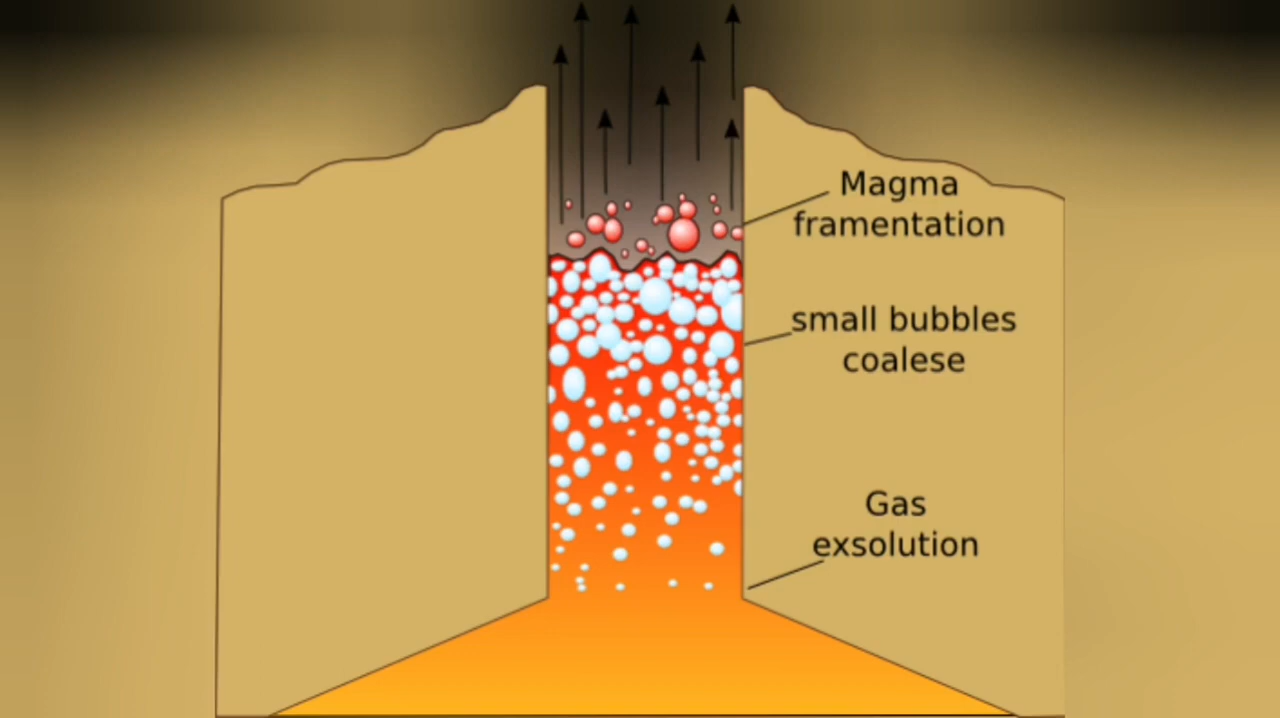 Magma
framentation
small bubbles
coalese
Gas
exsolution